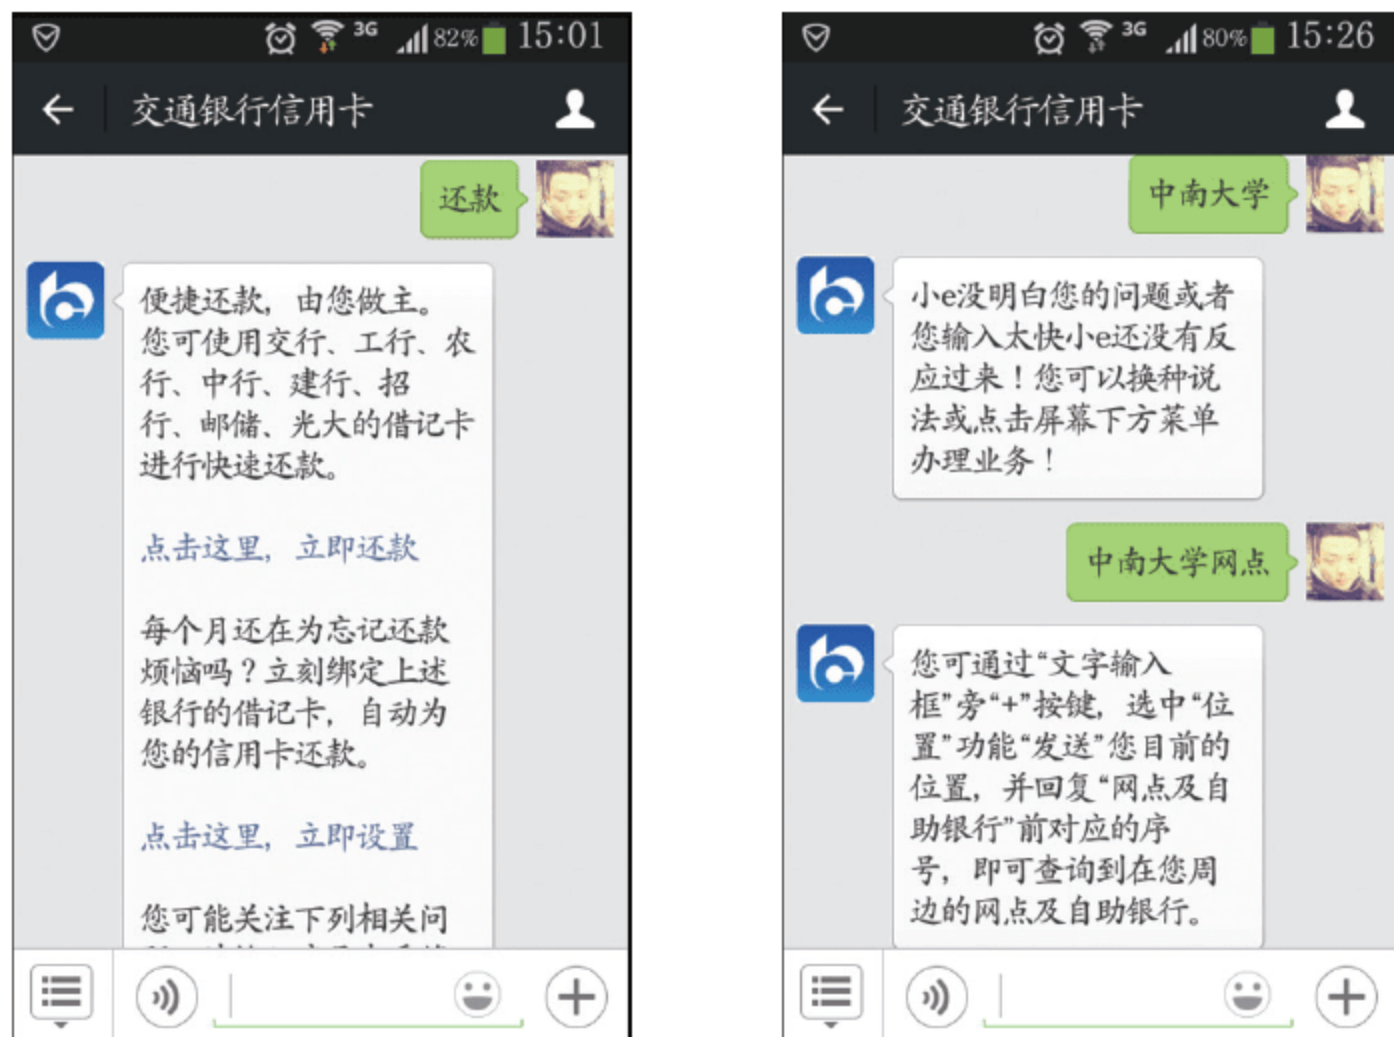 3G 82% 15:01
交通银行信用卡
还款
便捷还款，由您做主。
您可使用交行、工行、农
行、中行、建行、招
行、邮储、光大的借记卡
进行快速还款。
点击这里，立即还款
每个月还在为忘记还款
烦恼吗？立刻绑定上述
银行的借记卡，自动为
您的信用卡还款。
点击这里，立即设置
您可能关注下列相关问
3G 80% 15:26
交通银行信用卡
中南大学
小e没明白您的问题或者
您输入太快小e还没有反
应过来！您可以换种说
法或点击屏幕下方菜单
办理业务！
中南大学网点
您可通过“文字输入
框”旁“+”按键，选中“位
置”功能“发送”您目前的
位置，并回复“网点及自
助银行”前对应的序
号，即可查询到在您周
边的网点及自助银行。